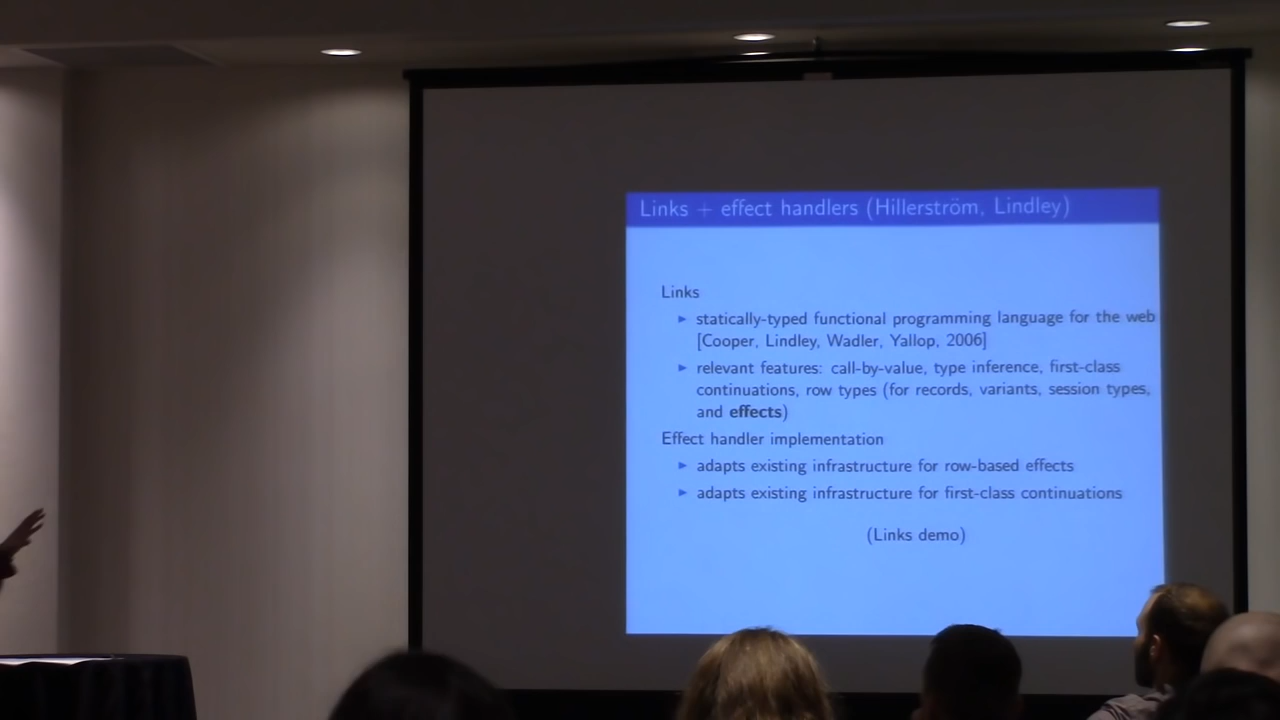 Links + effect handlers (Hillerström, Lindley)
Links
► statically-typed functional programming language for the web
[Cooper, Lindley, Wadler, Yallop, 2006]
► relevant features: call-by-value, type inference, first-class
continuations, row types (for records, variants, session types,
and effects)
Effect handler implementation
► adapts existing infrastructure for row-based effects
► adapts existing infrastructure for first-class continuations
(Links demo)